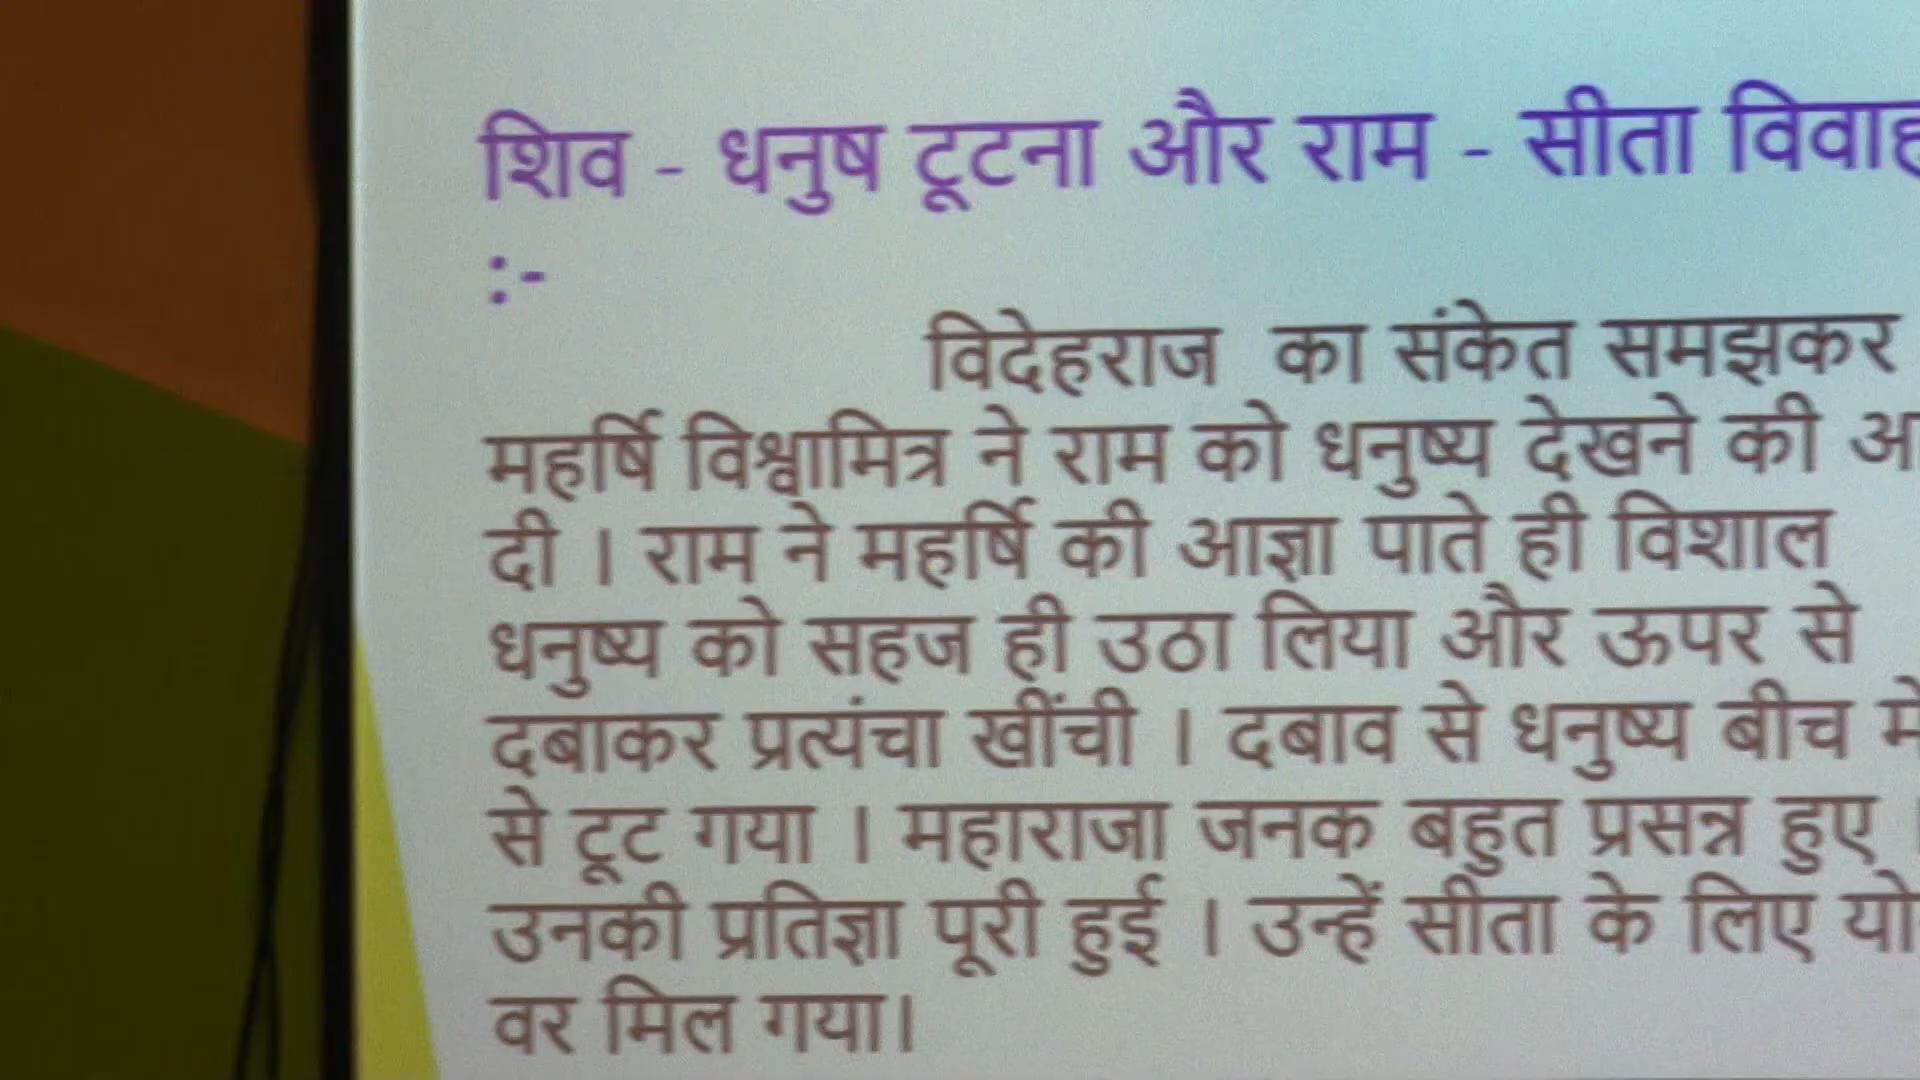 शिव - धनुष टूटना और राम - सीता विवाह
:-
विदेहराज का संकेत समझकर
महर्षि विश्वामित्र ने राम को धनुष्य देखने की
दी । राम ने महर्षि की आज्ञा पाते ही विशाल
धनुष्य को सहज ही उठा लिया और ऊपर से
दबाकर प्रत्यंचा खींची । दबाव से धनुष्य बीच में
से टूट गया । महाराजा जनक बहुत प्रसन्न हुए ।
उनकी प्रतिज्ञा पूरी हुई । उन्हें सीता के लिए
वर मिल गया।